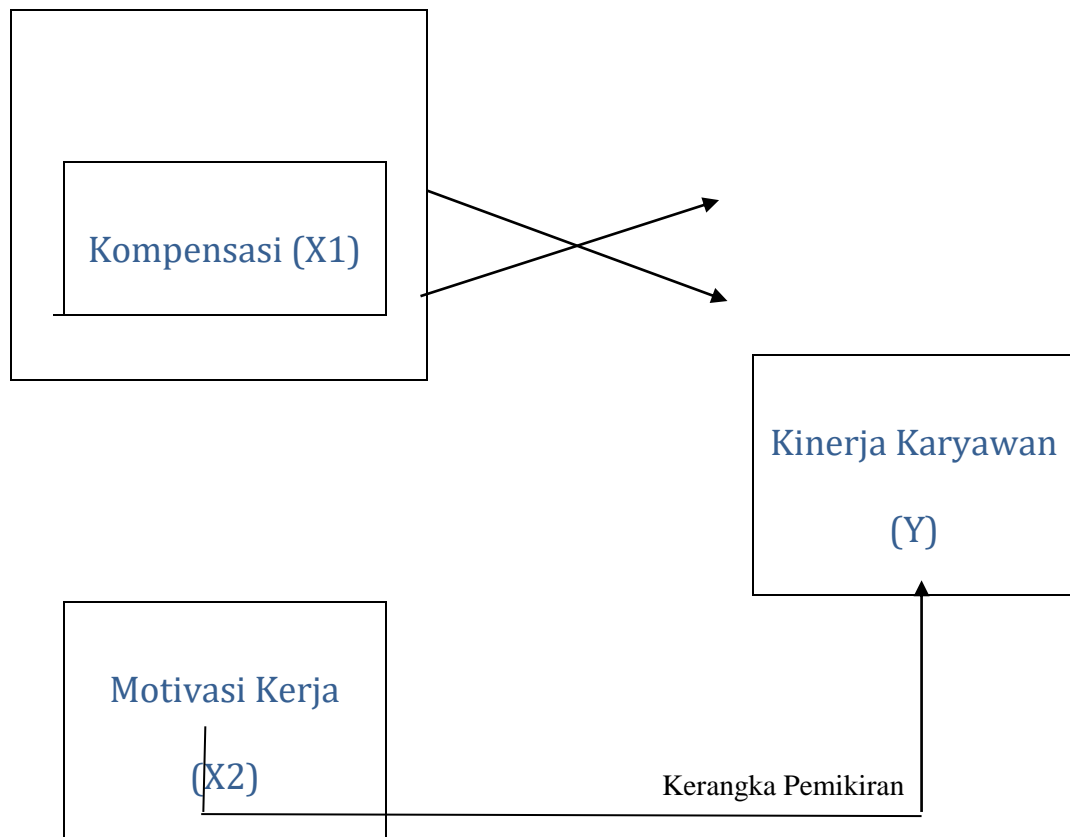 Kompensasi (X1)
Kinerja Karyawan
(Y)
Motivasi Kerja
(X2)
Kerangka Pemikiran